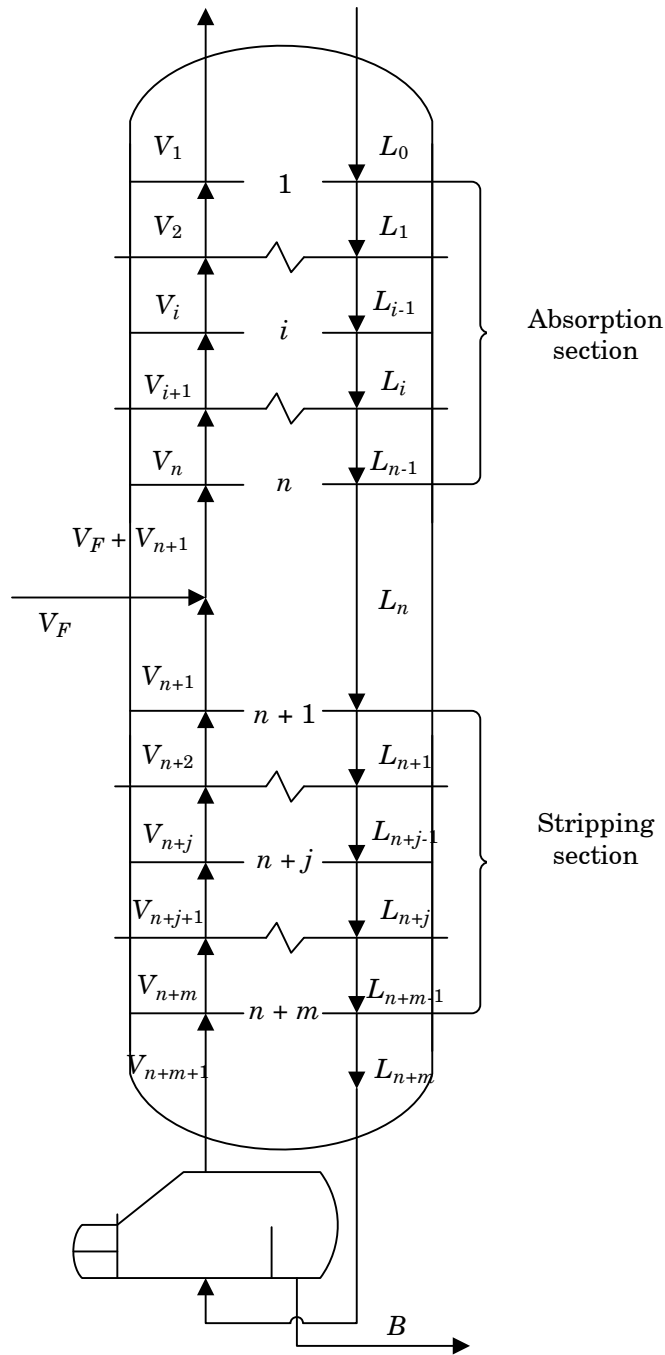 V₁ L₀
1
V₂ L₁
Vᵢ Lᵢ₋₁
i
Absorption
section
Vᵢ₊₁ Lᵢ
Vₙ Lₙ₋₁
n
V_F + Vₙ₊₁
Lₙ
V_F
Vₙ₊₁
n + 1
Vₙ₊₂ Lₙ₊₁
Stripping
section
Vₙ₊ⱼ Lₙ₊ⱼ₋₁
n + j
Vₙ₊ⱼ₊₁ Lₙ₊ⱼ
Vₙ₊ₘ Lₙ₊ₘ₋₁
n + m
Vₙ₊ₘ₊₁ Lₙ₊ₘ
B